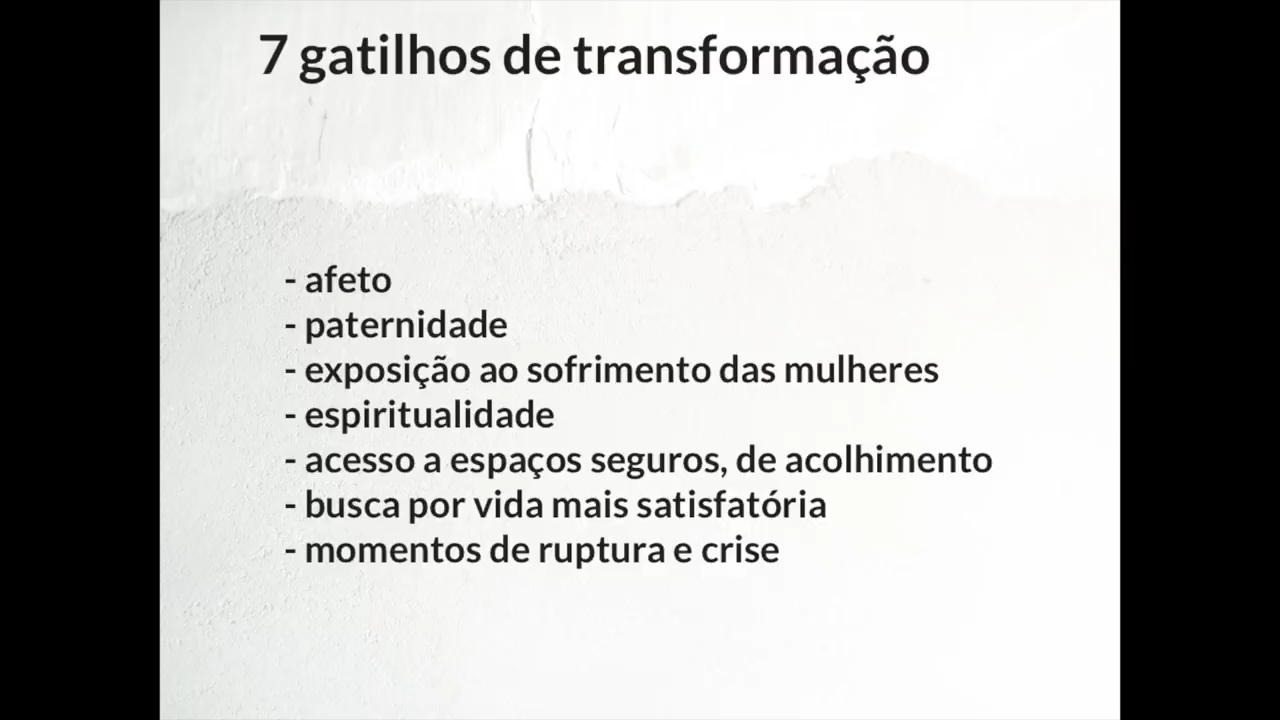 7 gatilhos de transformação
- afeto
- paternidade
- exposição ao sofrimento das mulheres
- espiritualidade
- acesso a espaços seguros, de acolhimento
- busca por vida mais satisfatória
- momentos de ruptura e crise